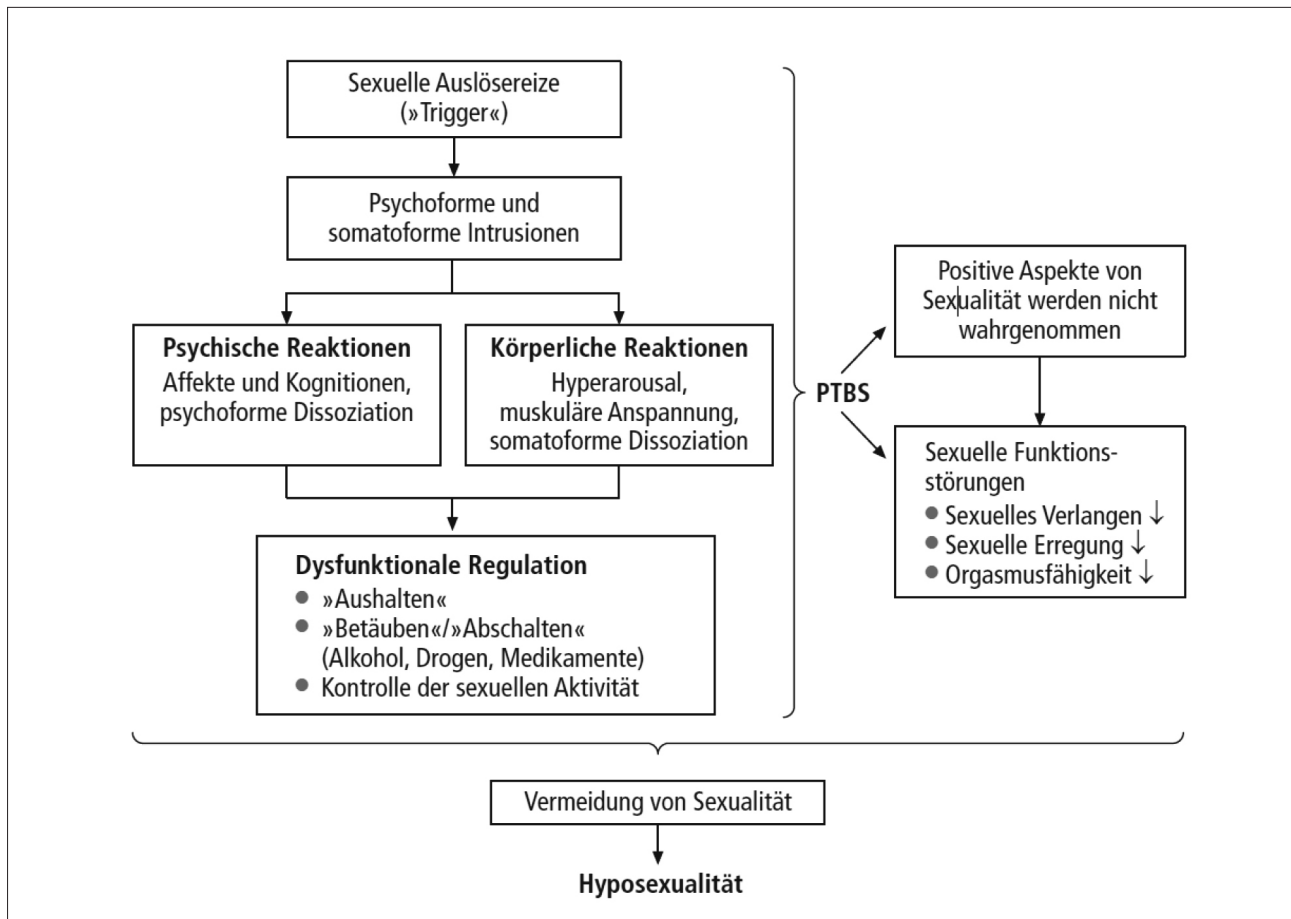 Sexuelle Auslösereize
(»Trigger«)
Psychoforme und
somatoforme Intrusionen
Psychische Reaktionen
Affekte und Kognitionen,
psychoforme Dissoziation
Körperliche Reaktionen
Hyperarousal,
muskuläre Anspannung,
somatoforme Dissoziation
Dysfunktionale Regulation
● »Aushalten«
● »Betäuben«/»Abschalten«
(Alkohol, Drogen, Medikamente)
● Kontrolle der sexuellen Aktivität
PTBS
Positive Aspekte von
Sexualität werden nicht
wahrgenommen
Sexuelle Funktions-
störungen
● Sexuelles Verlangen ↓
● Sexuelle Erregung ↓
● Orgasmusfähigkeit ↓
Vermeidung von Sexualität
Hyposexualität